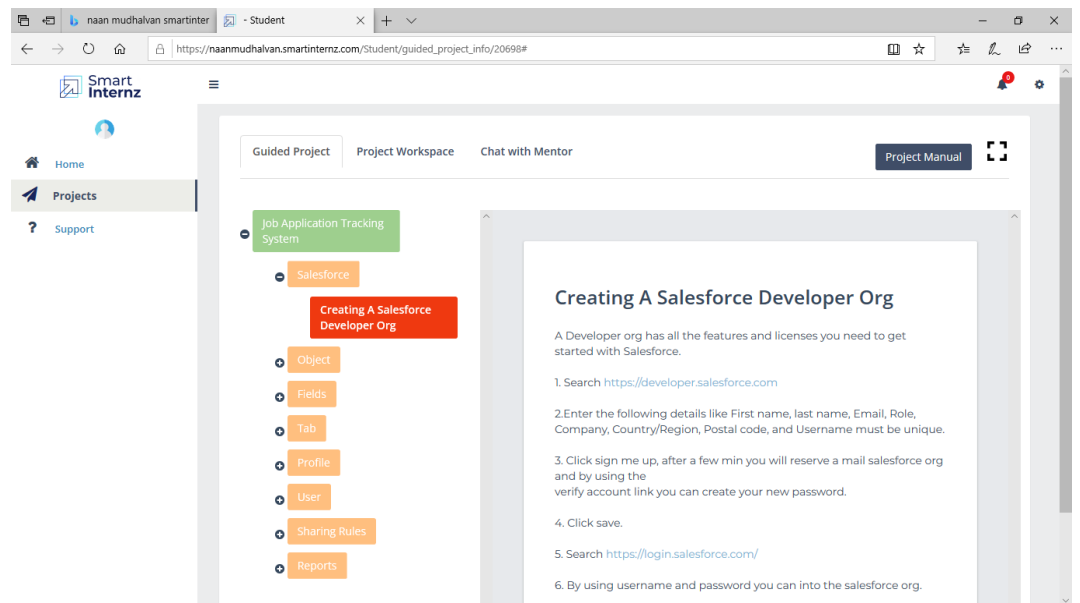 naan mudhalvan smartinter
- Student
https://naanmudhalvan.smartinternz.com/Student/guided_project_info/20698#
Smart
Internz
0
Home
Projects
Support
Guided Project
Project Workspace
Chat with Mentor
Project Manual
Job Application Tracking
System
Salesforce
Creating A Salesforce
Developer Org
Object
Fields
Tab
Profile
User
Sharing Rules
Reports
Creating A Salesforce Developer Org
A Developer org has all the features and licenses you need to get
started with Salesforce.
1. Search https://developer.salesforce.com
2.Enter the following details like First name, last name, Email, Role,
Company, Country/Region, Postal code, and Username must be unique.
3. Click sign me up, after a few min you will reserve a mail salesforce org
and by using the
verify account link you can create your new password.
4. Click save.
5. Search https://login.salesforce.com/
6. By using username and password you can into the salesforce org.